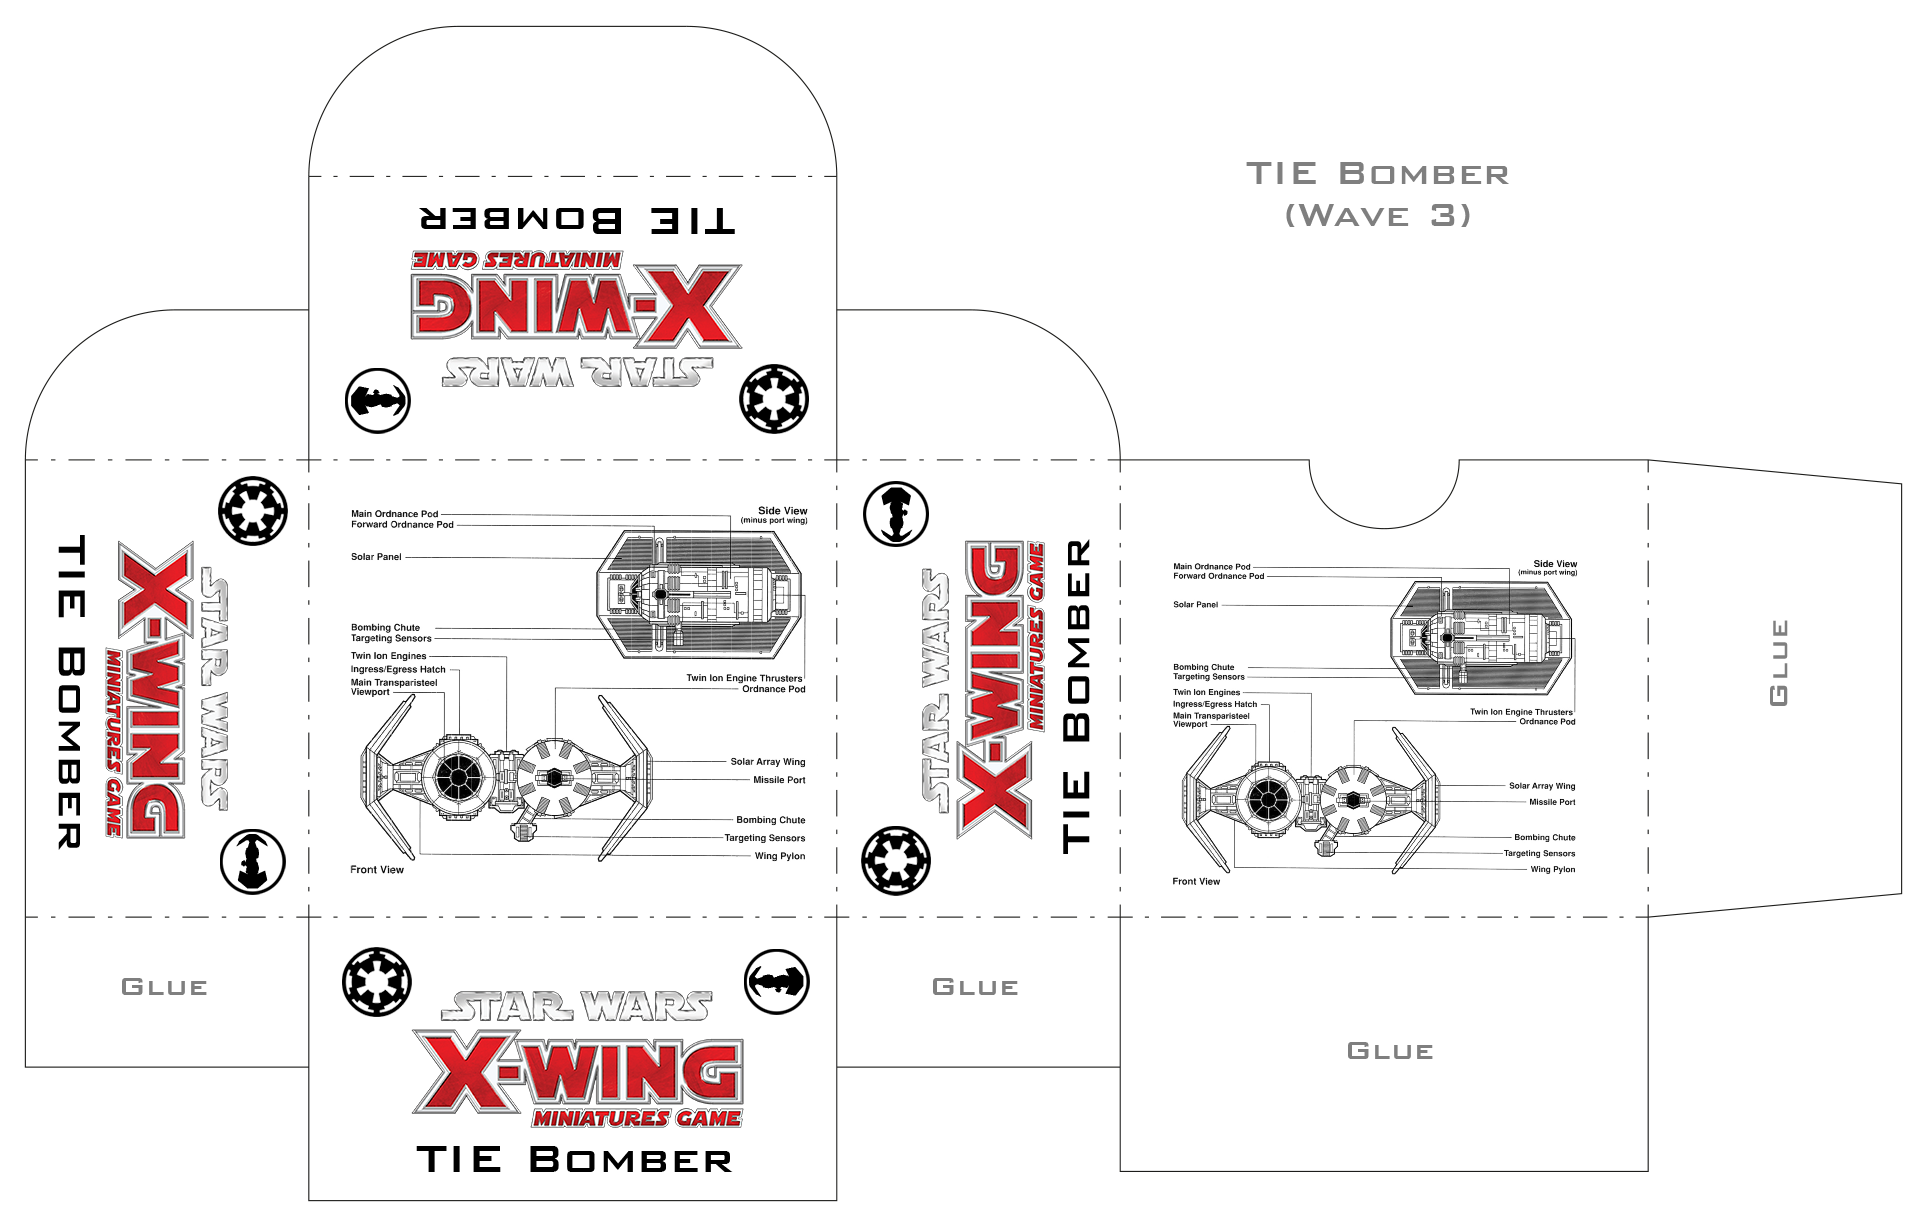 TIE Bomber
(Wave 3)
TIE Bomber
X-WING
MINIATURES GAME
STAR WARS
STAR WARS
X-WING
MINIATURES GAME
TIE Bomber
Main Ordnance Pod
Forward Ordnance Pod
Side View
(minus port wing)
Solar Panel
Bombing Chute
Targeting Sensors
Twin Ion Engines
Ingress/Egress Hatch
Main Transparisteel
Viewport
Twin Ion Engine Thrusters
Ordnance Pod
Solar Array Wing
Missile Port
Bombing Chute
Targeting Sensors
Wing Pylon
Front View
STAR WARS
X-WING
MINIATURES GAME
TIE Bomber
Main Ordnance Pod
Forward Ordnance Pod
Side View
(minus port wing)
Solar Panel
Bombing Chute
Targeting Sensors
Twin Ion Engines
Ingress/Egress Hatch
Main Transparisteel
Viewport
Twin Ion Engine Thrusters
Ordnance Pod
Solar Array Wing
Missile Port
Bombing Chute
Targeting Sensors
Wing Pylon
Front View
Glue
Glue
STAR WARS
X-WING
MINIATURES GAME
TIE Bomber
Glue
Glue